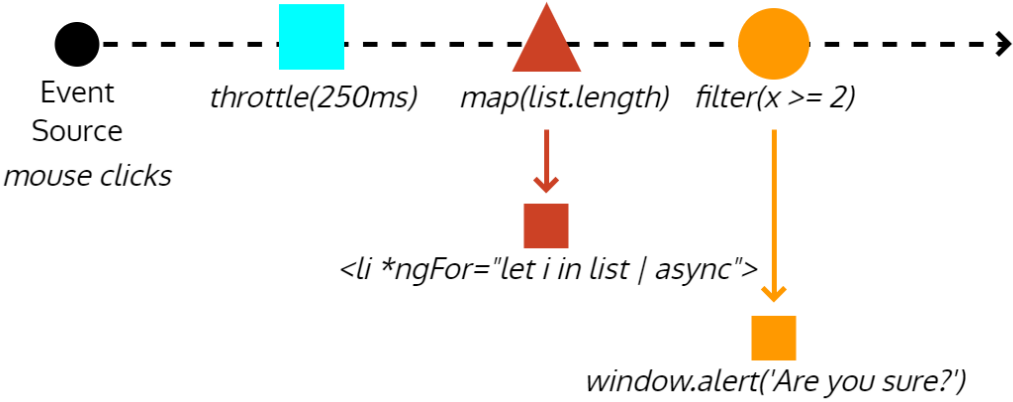 Event
Source
mouse clicks
throttle(250ms)
map(list.length)
filter(x >= 2)
<li *ngFor="let i in list | async">
window.alert('Are you sure?')